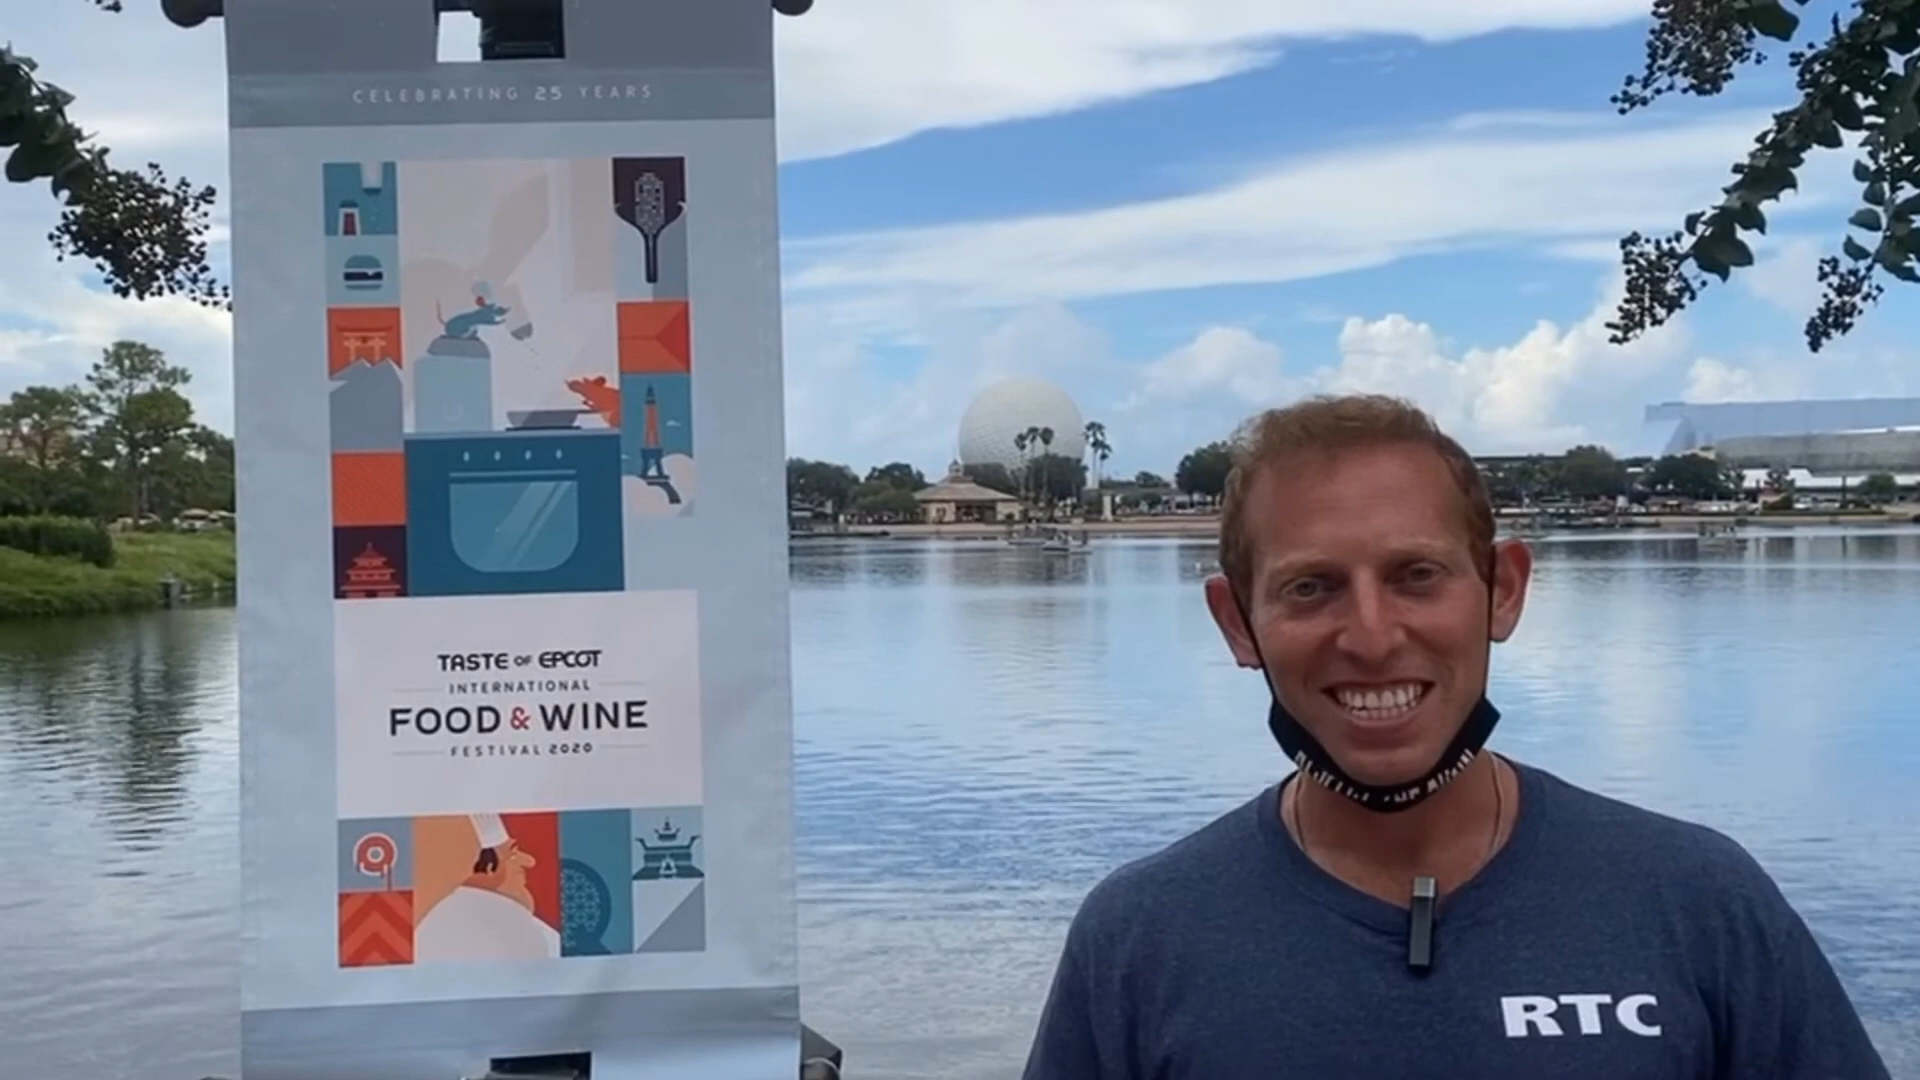 CELEBRATING 25 YEARS
TASTE OF EPCOT
INTERNATIONAL
FOOD & WINE
FESTIVAL 2020
RTC